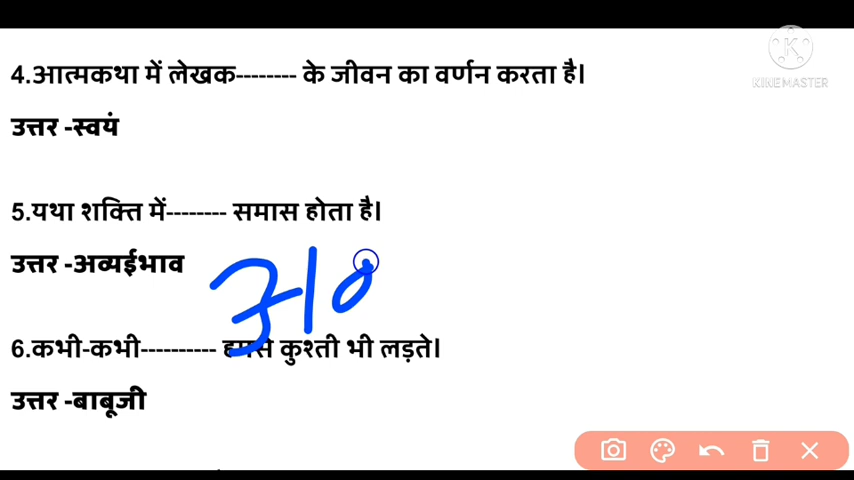 KINEMASTER
4.आत्मकथा में लेखक-------- के जीवन का वर्णन करता है।
उत्तर -स्वयं
5.यथा शक्ति में-------- समास होता है।
उत्तर -अव्यईभाव
अ
6.कभी-कभी---------- हमसे कुश्ती भी लड़ते।
उत्तर -बाबूजी